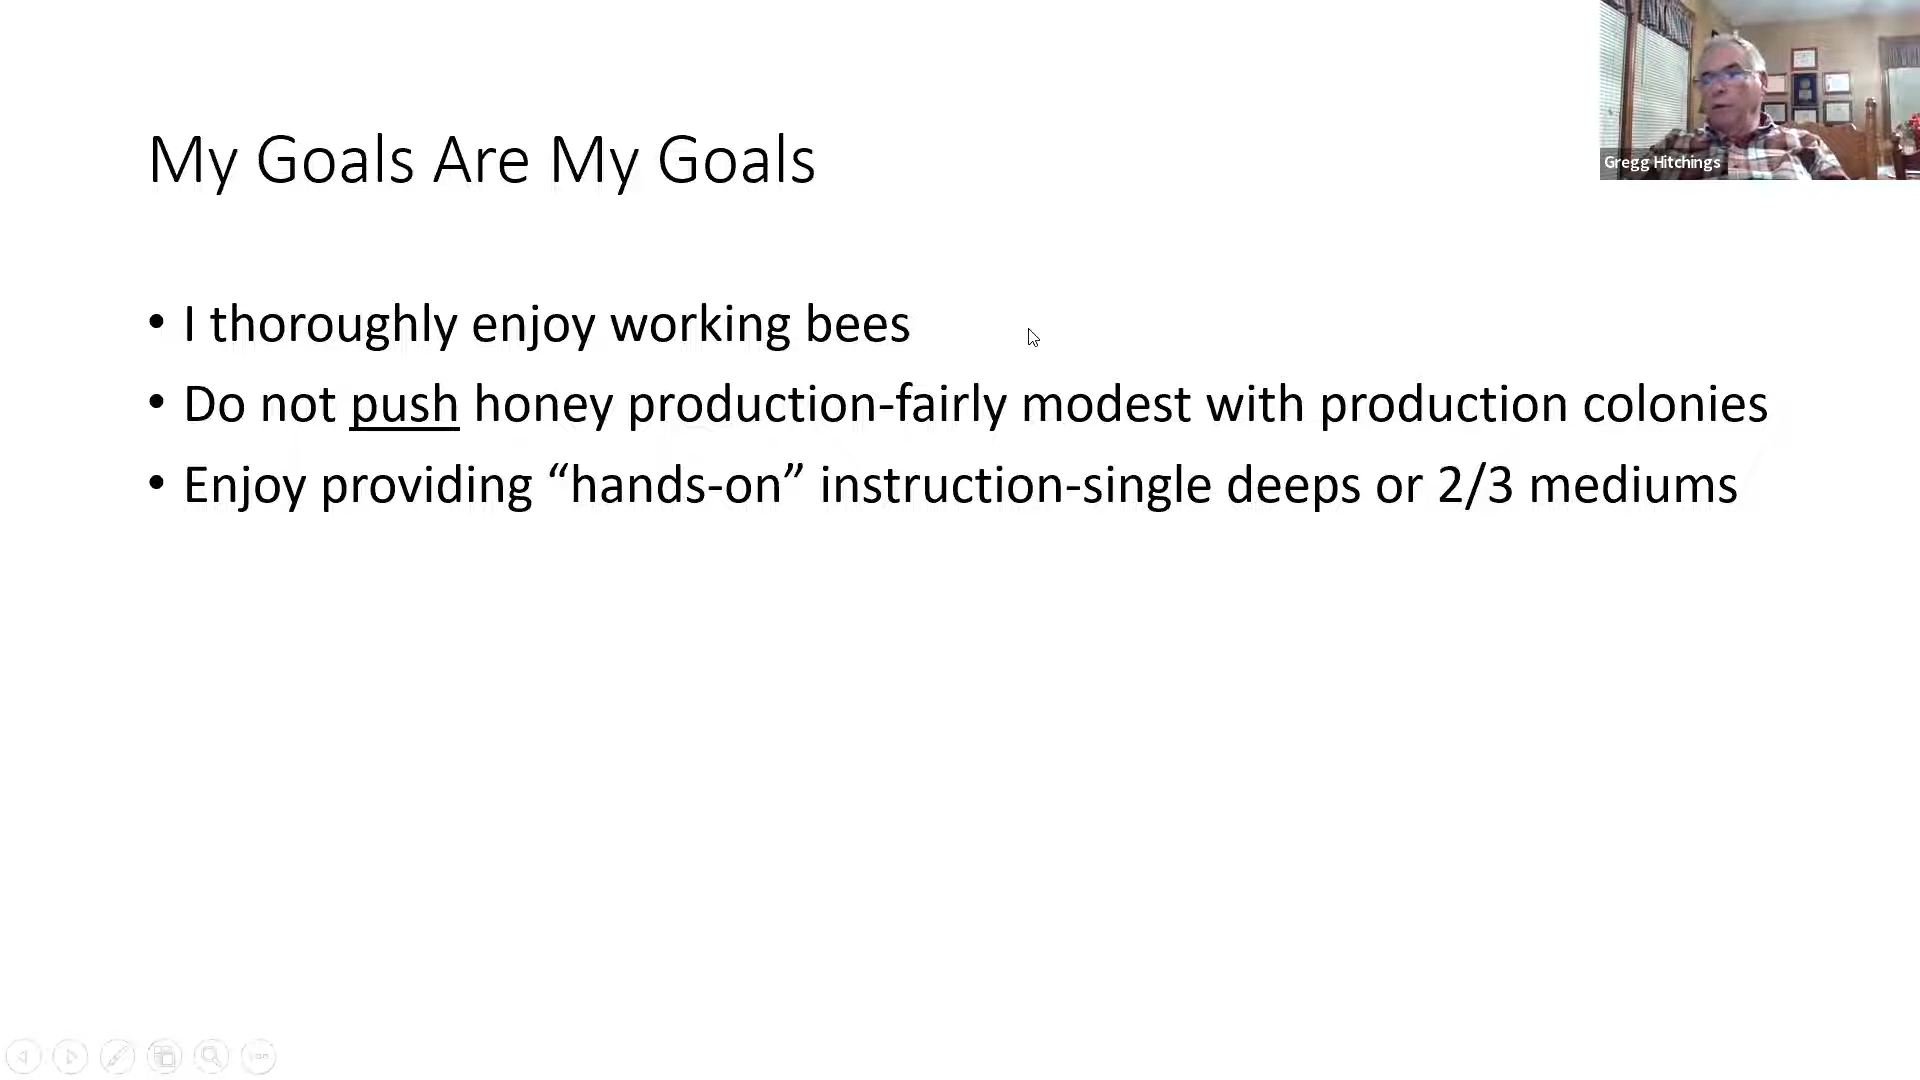 My Goals Are My Goals
Gregg Hitchings
• I thoroughly enjoy working bees
• Do not push honey production-fairly modest with production colonies
• Enjoy providing “hands-on” instruction-single deeps or 2/3 mediums